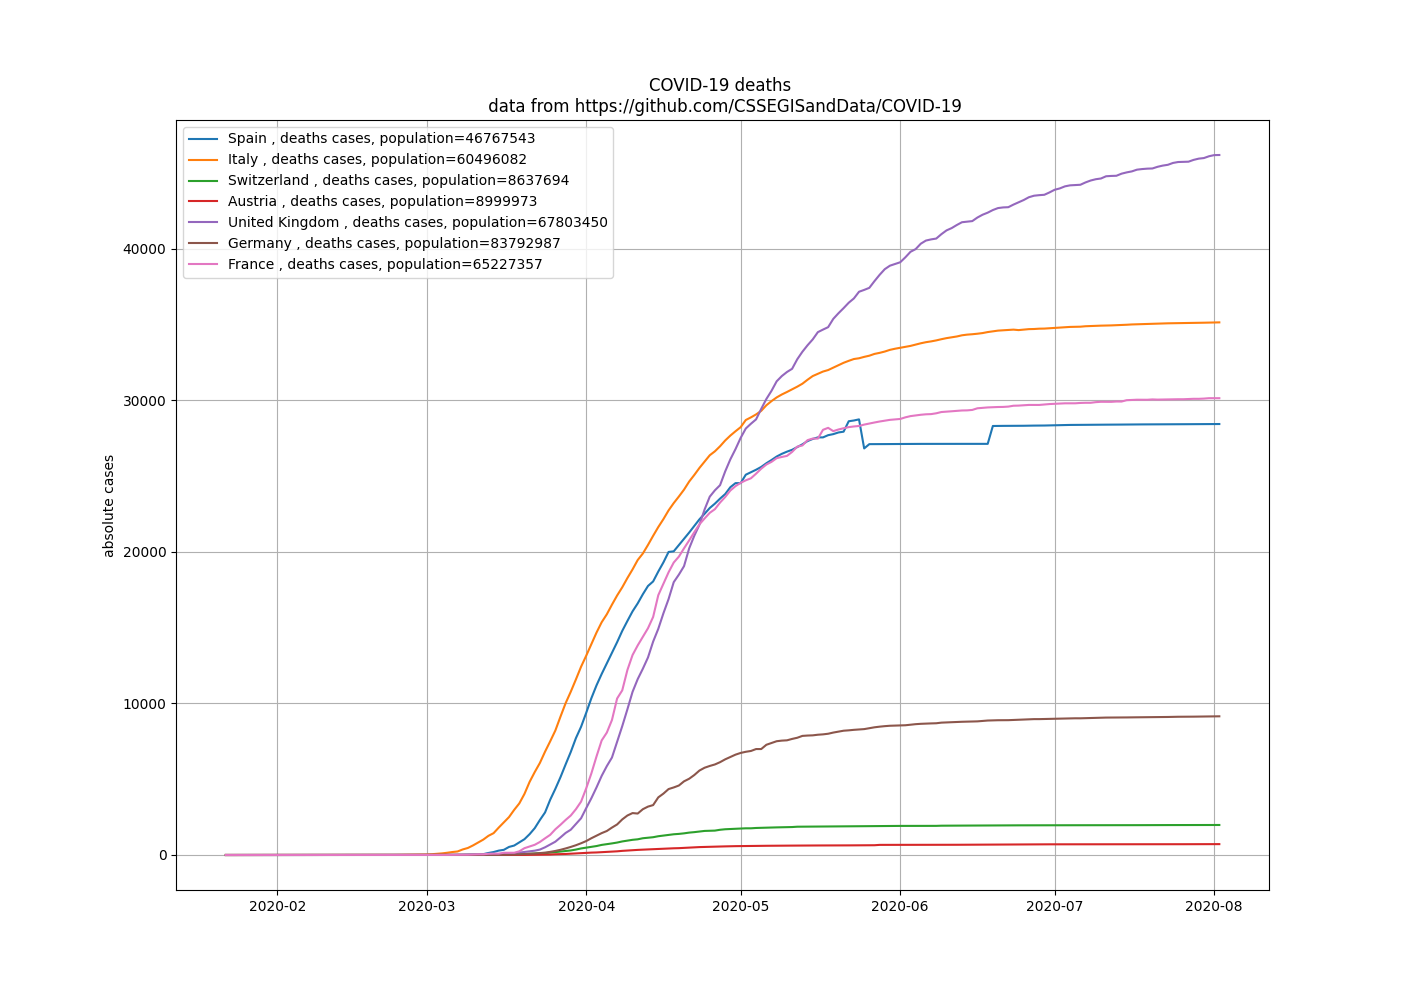 COVID-19 deaths
data from https://github.com/CSSEGISandData/COVID-19
Spain , deaths cases, population=46767543
Italy , deaths cases, population=60496082
Switzerland , deaths cases, population=8637694
Austria , deaths cases, population=8999973
United Kingdom , deaths cases, population=67803450
Germany , deaths cases, population=83792987
France , deaths cases, population=65227357
absolute cases
40000
30000
20000
10000
0
2020-02 2020-03 2020-04 2020-05 2020-06 2020-07 2020-08